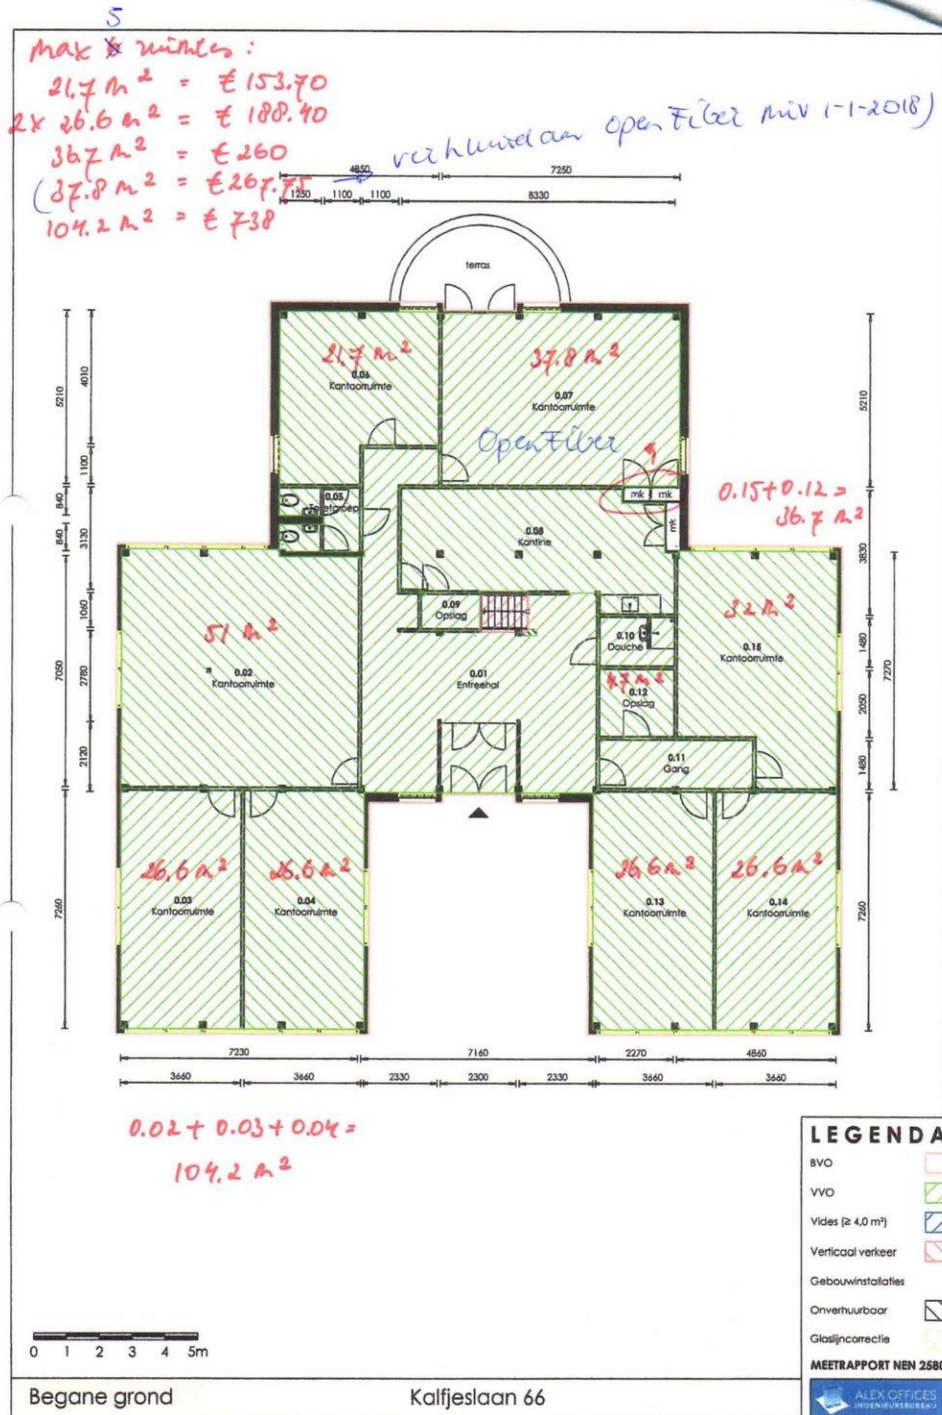 5
max 6 ruimtes :
21,7 m² = € 153.70
2x 26.6 m² = € 188.40
36.7 m² = € 260
(37.8 m² = € 267.75 → verhuurd aan Open Fiber miv 1-1-2018)
104.2 m² = € 738
4850 7250
1250 1100 1100 8330
terras
21,7 m²
0.06
Kantoorruimte
37.8 m²
0.07
Kantoorruimte
Open Fiber
5210 4010 1100
5210
mk mk
mk
0.15 + 0.12 =
36.7 m²
0.05
Toiletgroep
840 840 3130
0.08
Kantine
3830
0.09
Opslag
51 m²
0.02
Kantoorruimte
0.01
Entreehal
0.10
Douche
4,7 m²
0.12
Opslag
32 m²
0.15
Kantoorruimte
0.11
Gang
7050 1060 2780 2120
1480 2050 1480 7270
26,6 m²
0.03
Kantoorruimte
26.6 m²
0.04
Kantoorruimte
26,6 m²
0.13
Kantoorruimte
26.6 m²
0.14
Kantoorruimte
7260
7260
7230 7160 2270 4860
3660 3660 2330 2300 2330 3660 3660
0.02 + 0.03 + 0.04 =
104,2 m²
LEGENDA
BVO
VVO
Vides (≥ 4,0 m²)
Verticaal verkeer
Gebouwinstallaties
Onverhuurbaar
Glaslijncorrectie
MEETRAPPORT NEN 2580
ALEX OFFICES
INGENIEURSBUREAU
0 1 2 3 4 5m
Begane grond Kalfjeslaan 66